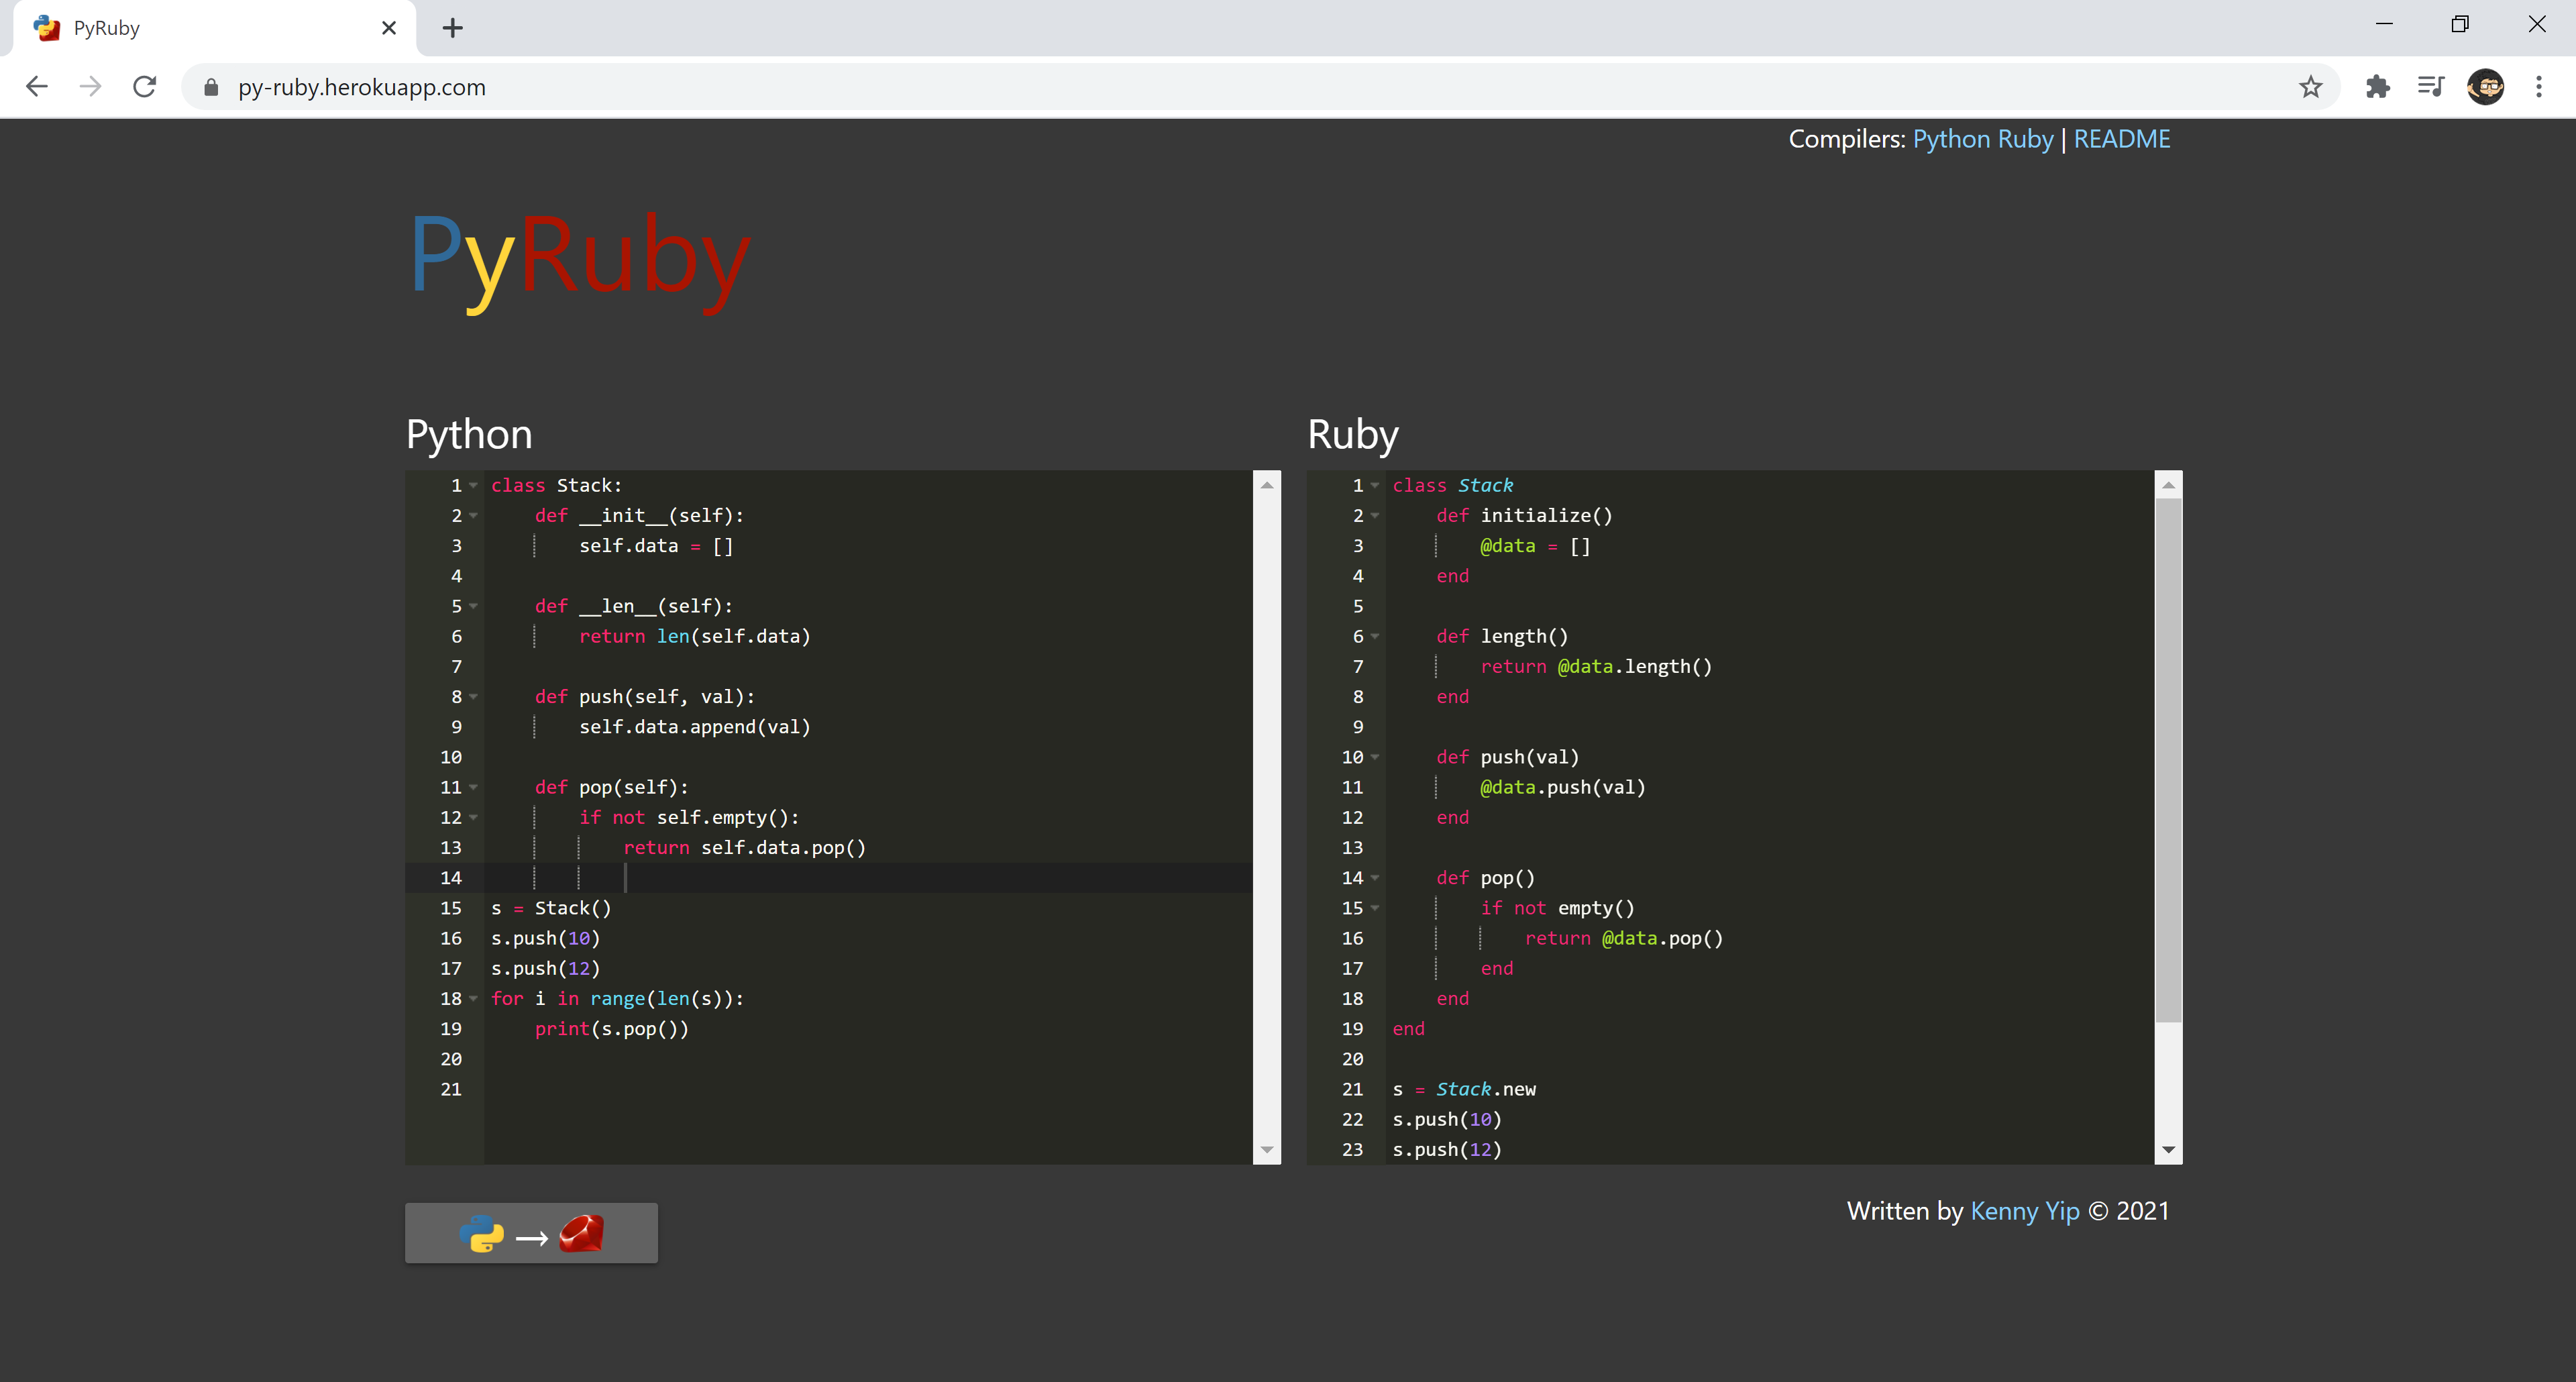 PyRuby
py-ruby.herokuapp.com
Compilers: Python Ruby | README
PyRuby
Python
1 class Stack:
2     def __init__(self):
3         self.data = []
4
5     def __len__(self):
6         return len(self.data)
7
8     def push(self, val):
9         self.data.append(val)
10
11     def pop(self):
12         if not self.empty():
13             return self.data.pop()
14
15 s = Stack()
16 s.push(10)
17 s.push(12)
18 for i in range(len(s)):
19     print(s.pop())
20
21
Ruby
1 class Stack
2     def initialize()
3         @data = []
4     end
5
6     def length()
7         return @data.length()
8     end
9
10     def push(val)
11         @data.push(val)
12     end
13
14     def pop()
15         if not empty()
16             return @data.pop()
17         end
18     end
19 end
20
21 s = Stack.new
22 s.push(10)
23 s.push(12)
Written by Kenny Yip © 2021